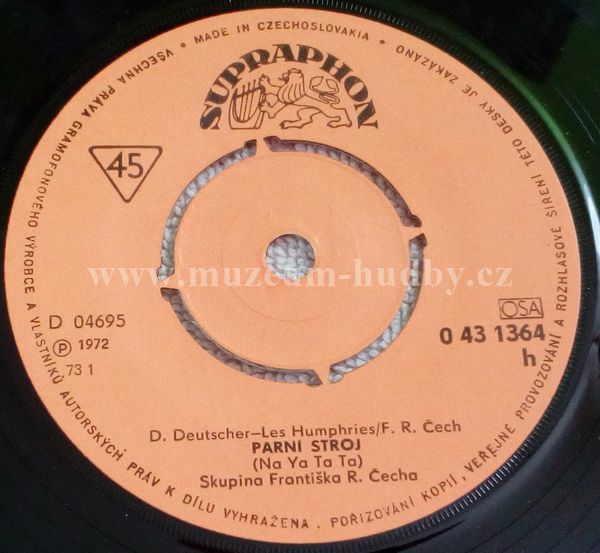 VŠECHNA PRÁVA GRAMOFONOVÉHO VÝROBCE A VLASTNÍKŮ AUTORSKÝCH PRÁV K DÍLU VYHRAŽENA. POŘIZOVÁNÍ KOPIÍ, VEŘEJNÉ PROVOZOVÁNÍ A ROZHLASOVÉ ŠÍŘENÍ TÉTO DESKY JE ZAKÁZÁNO
• MADE IN CZECHOSLOVAKIA •
SUPRAPHON
45
www.muzeum-hudby.cz
OSA
D 04695
0 43 1364
Ⓟ 1972
h
73 1
D. Deutscher–Les Humphries/F. R. Čech
PARNÍ STROJ
(Na Ya Ta Ta)
Skupina Františka R. Čecha